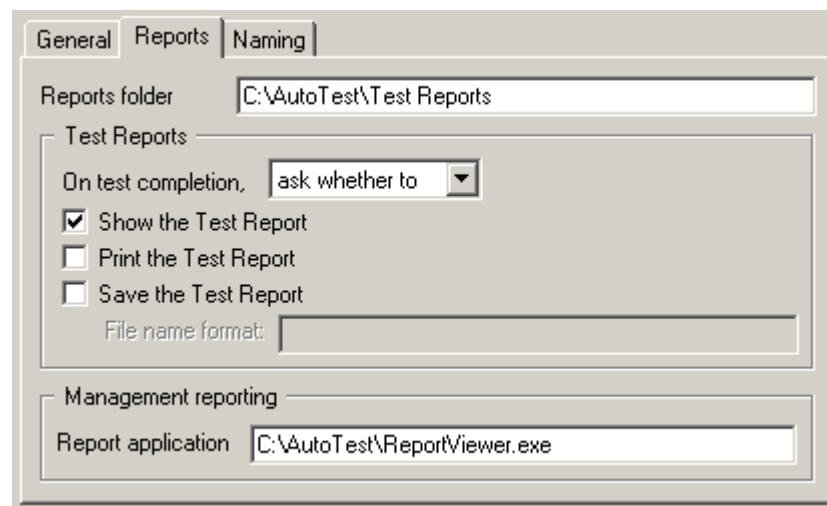 General Reports Naming
Reports folder C:\AutoTest\Test Reports
Test Reports
On test completion, ask whether to
Show the Test Report
Print the Test Report
Save the Test Report
File name format:
Management reporting
Report application C:\AutoTest\ReportViewer.exe